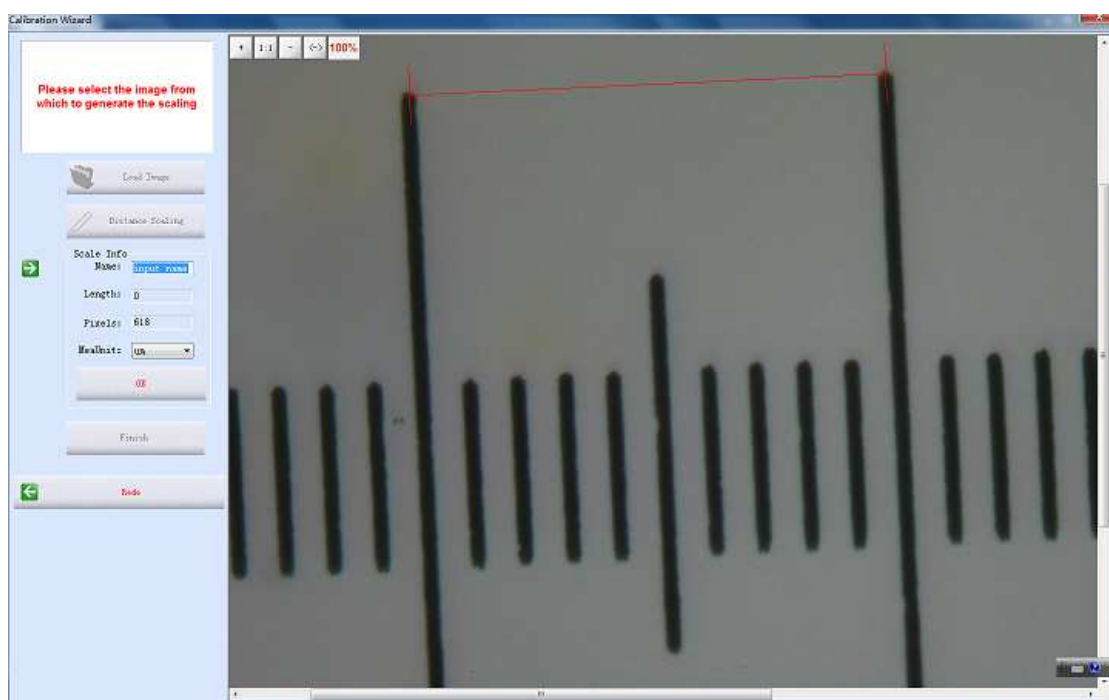 Calibration Wizard
+ 1:1 - <-> 100%
Please select the image from
which to generate the scaling
Load Image
Distance Scaling
Scale Info
Name: input name
Length: 0
Pixels: 618
MeaUnit: um
OK
Finish
Redo